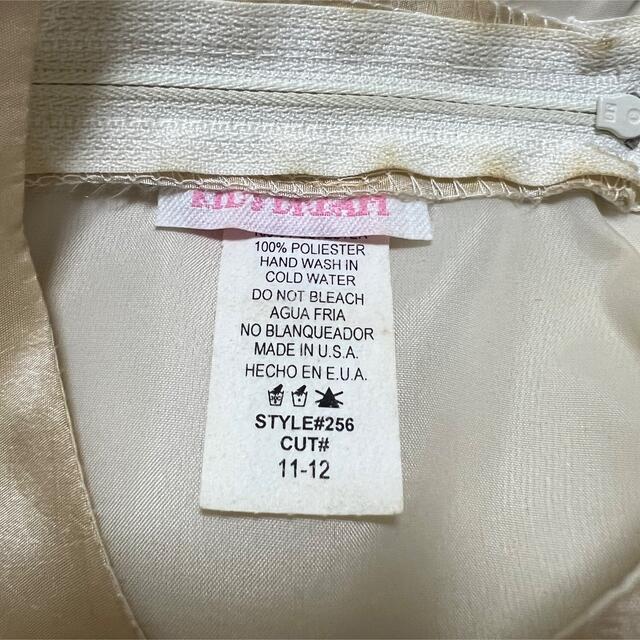 100% POLIESTER
HAND WASH IN
COLD WATER
DO NOT BLEACH
AGUA FRIA
NO BLANQUEADOR
MADE IN U.S.A.
HECHO EN E.U.A.
STYLE#256
CUT#
11-12